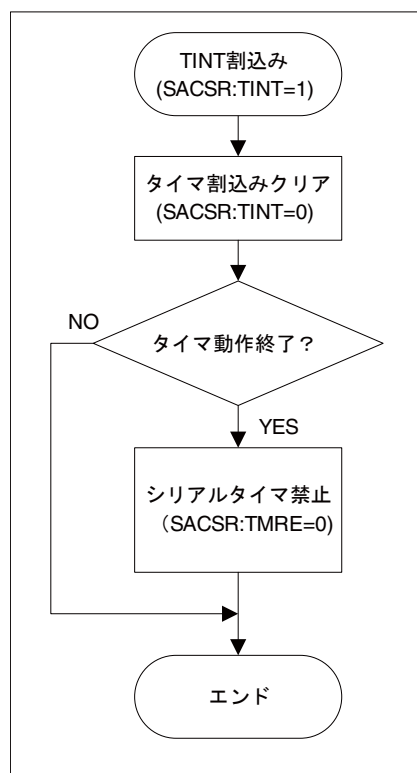 TINT割込み
(SACSR:TINT=1)
タイマ割込みクリア
(SACSR:TINT=0)
NO
タイマ動作終了？
YES
シリアルタイマ禁止
（SACSR:TMRE=0)
エンド